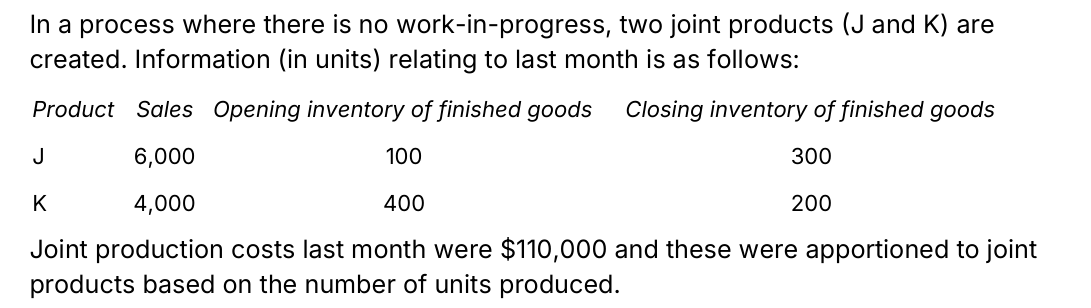 In a process where there is no work-in-progress, two joint products (J and K) are
created. Information (in units) relating to last month is as follows:
Product Sales Opening inventory of finished goods Closing inventory of finished goods
J 6,000 100 300
K 4,000 400 200
Joint production costs last month were $110,000 and these were apportioned to joint
products based on the number of units produced.